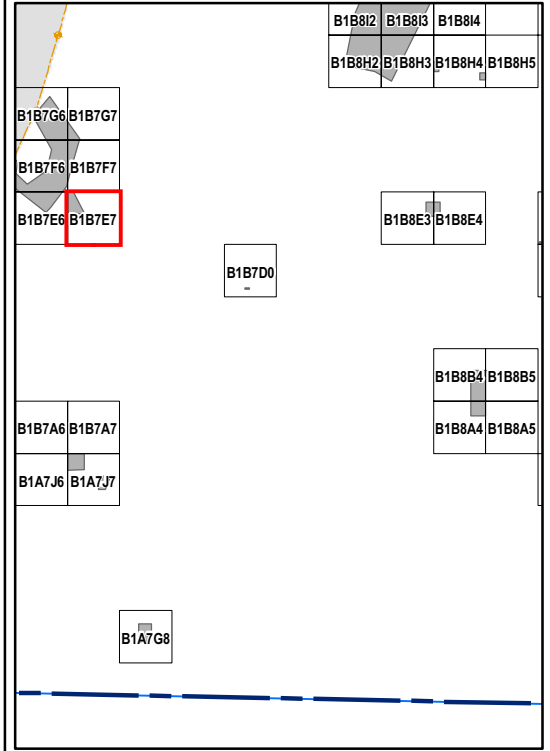 B1B8I2 B1B8I3 B1B8I4
B1B8H2 B1B8H3 B1B8H4 B1B8H5
B1B7G6 B1B7G7
B1B7F6 B1B7F7
B1B7E6 B1B7E7 B1B8E3 B1B8E4
B1B7D0
B1B8B4 B1B8B5
B1B7A6 B1B7A7 B1B8A4 B1B8A5
B1A7J6 B1A7J7
B1A7G8